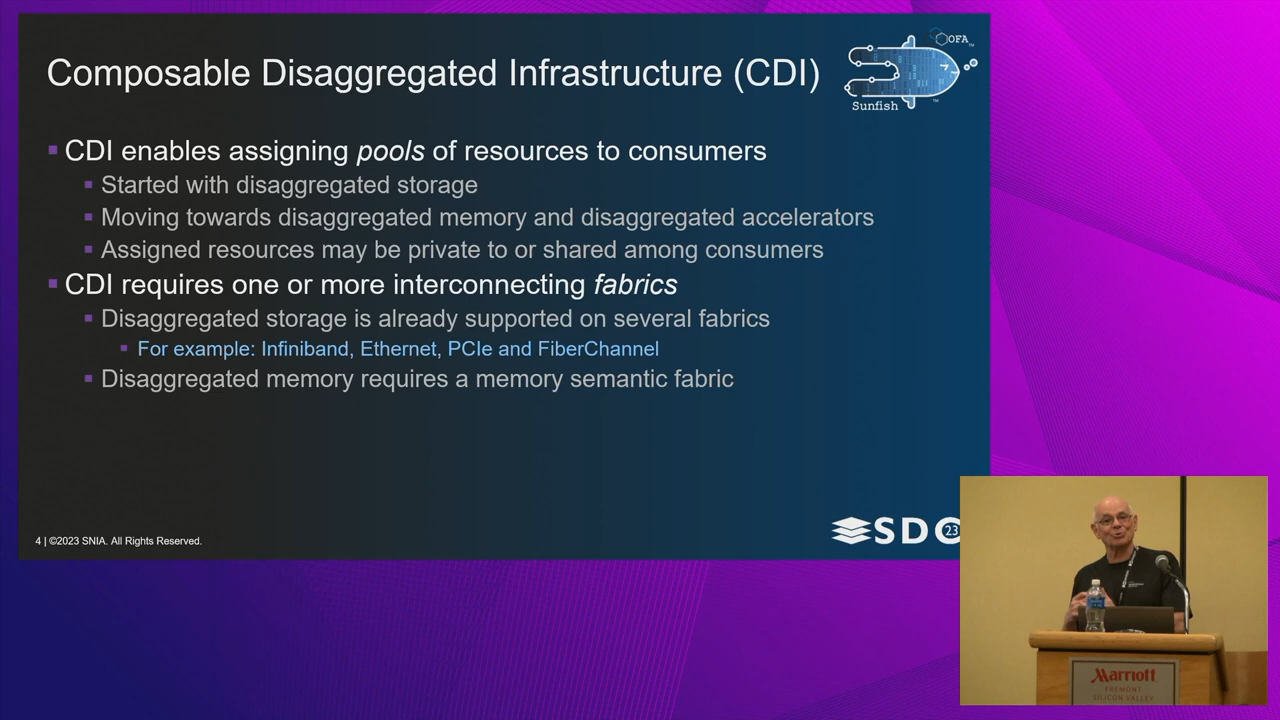 Composable Disaggregated Infrastructure (CDI)
OFA
Sunfish
CDI enables assigning pools of resources to consumers
Started with disaggregated storage
Moving towards disaggregated memory and disaggregated accelerators
Assigned resources may be private to or shared among consumers
CDI requires one or more interconnecting fabrics
Disaggregated storage is already supported on several fabrics
For example: Infiniband, Ethernet, PCIe and FiberChannel
Disaggregated memory requires a memory semantic fabric
4 | ©2023 SNIA. All Rights Reserved.
SDC 23
Marriott
FREMONT
SILICON VALLEY